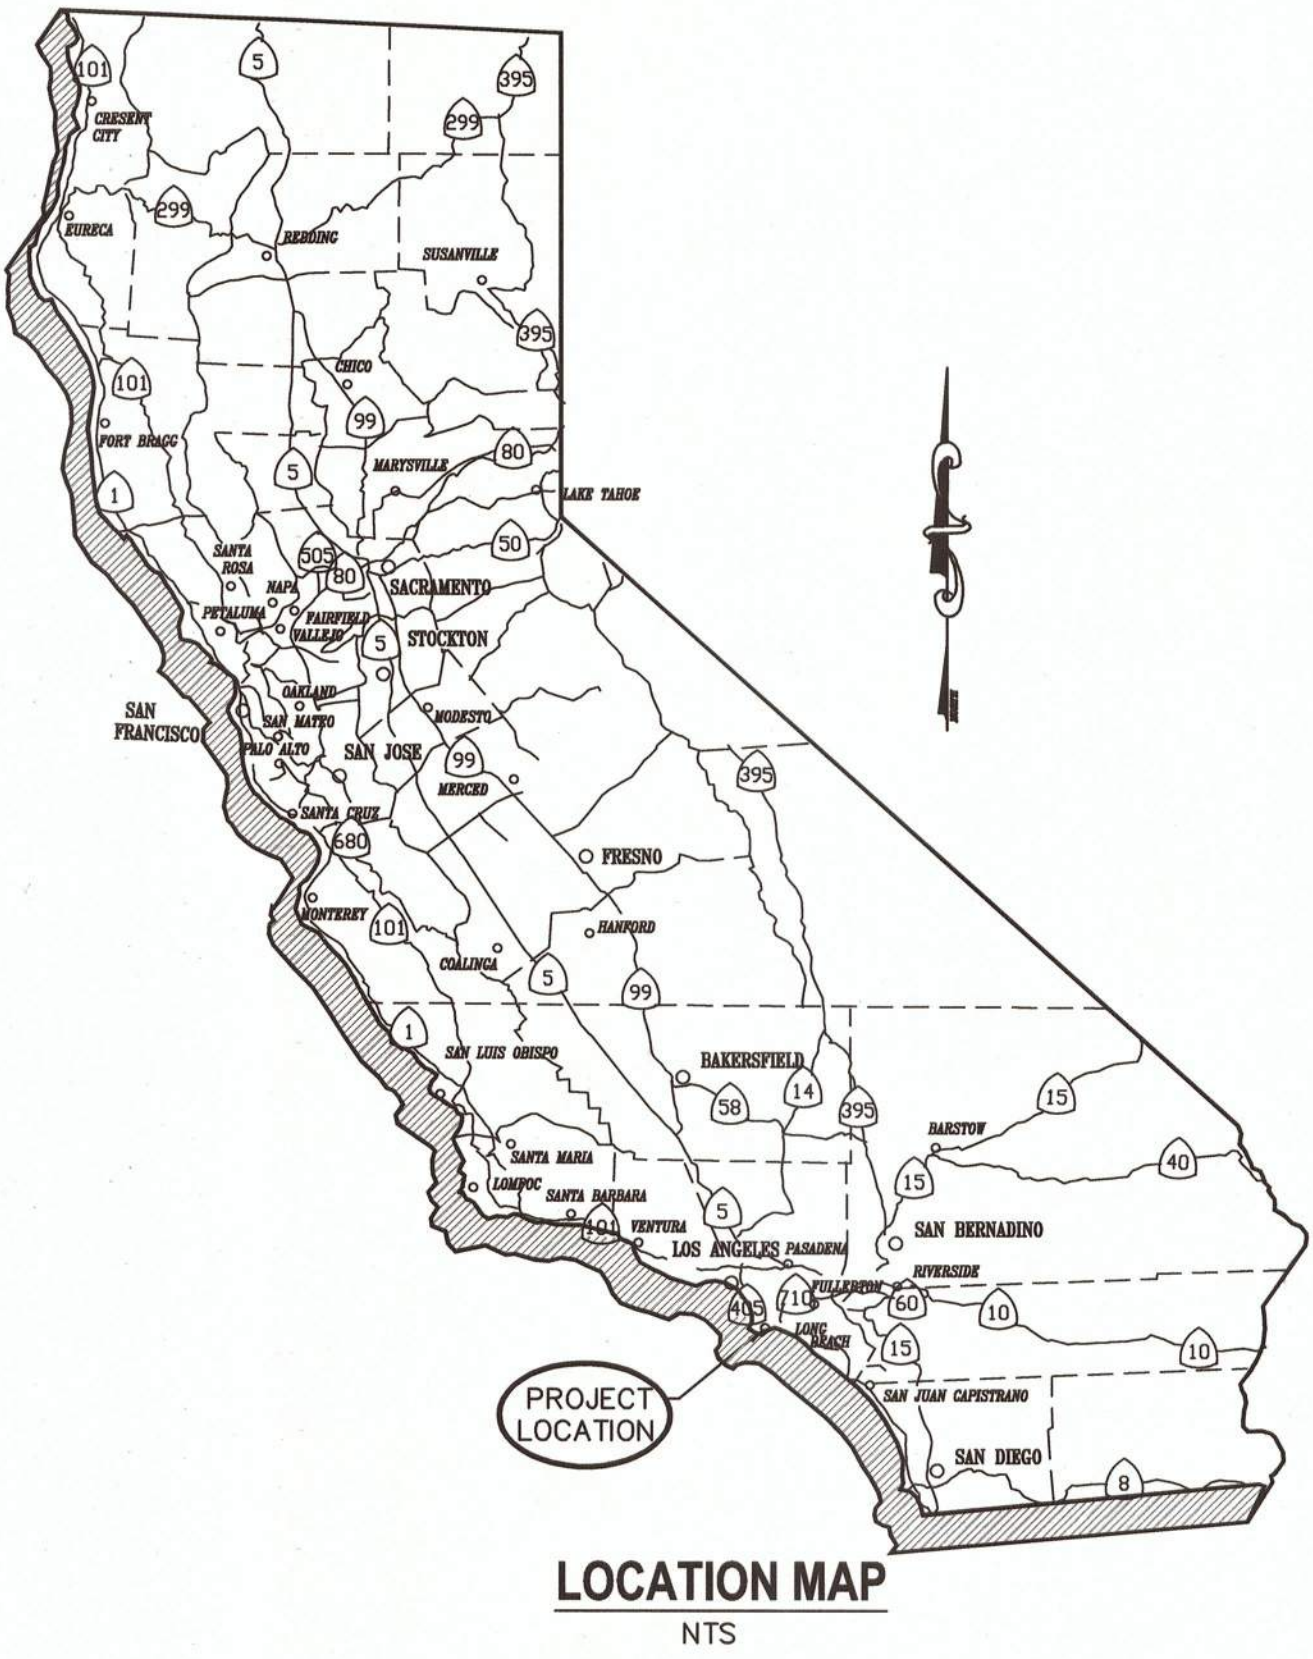 101
5
395
299
CRESENT
CITY
299
EURECA
REDDING
SUSANVILLE
395
CHICO
101
99
FORT BRAGG
80
5
MARYSVILLE
1
LAKE TAHOE
50
SANTA
ROSA
505
80
NAPA
SACRAMENTO
PETALUMA
FAIRFIELD
VALLEJO
5
STOCKTON
OAKLAND
SAN
FRANCISCO
SAN MATEO
MODESTO
PALO ALTO
SAN JOSE
99
395
MERCED
SANTA CRUZ
680
FRESNO
MONTEREY
101
HANFORD
COALINGA
5
99
1
SAN LUIS OBISPO
BAKERSFIELD
14
58
395
15
BARSTOW
40
SANTA MARIA
15
LOMPOC
SANTA BARBARA
5
101
VENTURA
SAN BERNADINO
LOS ANGELES
PASADENA
RIVERSIDE
FULLERTON
405
710
60
10
LONG
BEACH
15
10
PROJECT
LOCATION
SAN JUAN CAPISTRANO
SAN DIEGO
8
NORTH
LOCATION MAP
NTS